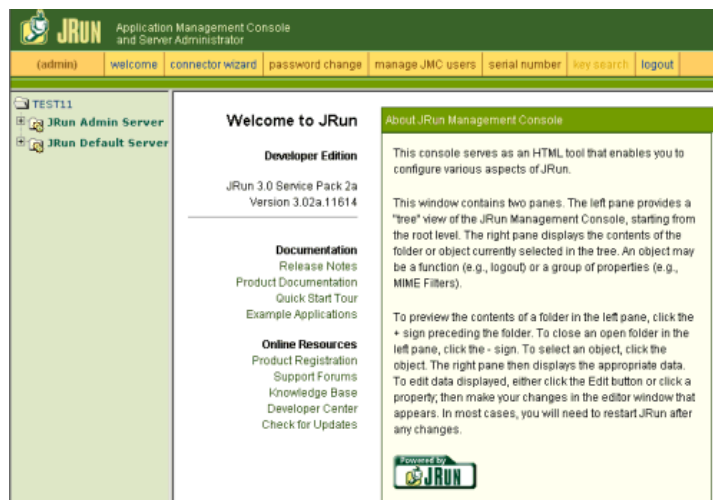 JRUN
Application Management Console
and Server Administrator
(admin) welcome connector wizard password change manage JMC users serial number key search logout
TEST11
JRun Admin Server
JRun Default Server
Welcome to JRun
Developer Edition
JRun 3.0 Service Pack 2a
Version 3.02a.11614
Documentation
Release Notes
Product Documentation
Quick Start Tour
Example Applications
Online Resources
Product Registration
Support Forums
Knowledge Base
Developer Center
Check for Updates
About JRun Management Console
This console serves as an HTML tool that enables you to
configure various aspects of JRun.
This window contains two panes. The left pane provides a
"tree" view of the JRun Management Console, starting from
the root level. The right pane displays the contents of the
folder or object currently selected in the tree. An object may
be a function (e.g., logout) or a group of properties (e.g.,
MIME Filters).
To preview the contents of a folder in the left pane, click the
+ sign preceding the folder. To close an open folder in the
left pane, click the - sign. To select an object, click the
object. The right pane then displays the appropriate data.
To edit data displayed, either click the Edit button or click a
property; then make your changes in the editor window that
appears. In most cases, you will need to restart JRun after
any changes.
Powered by
JRUN